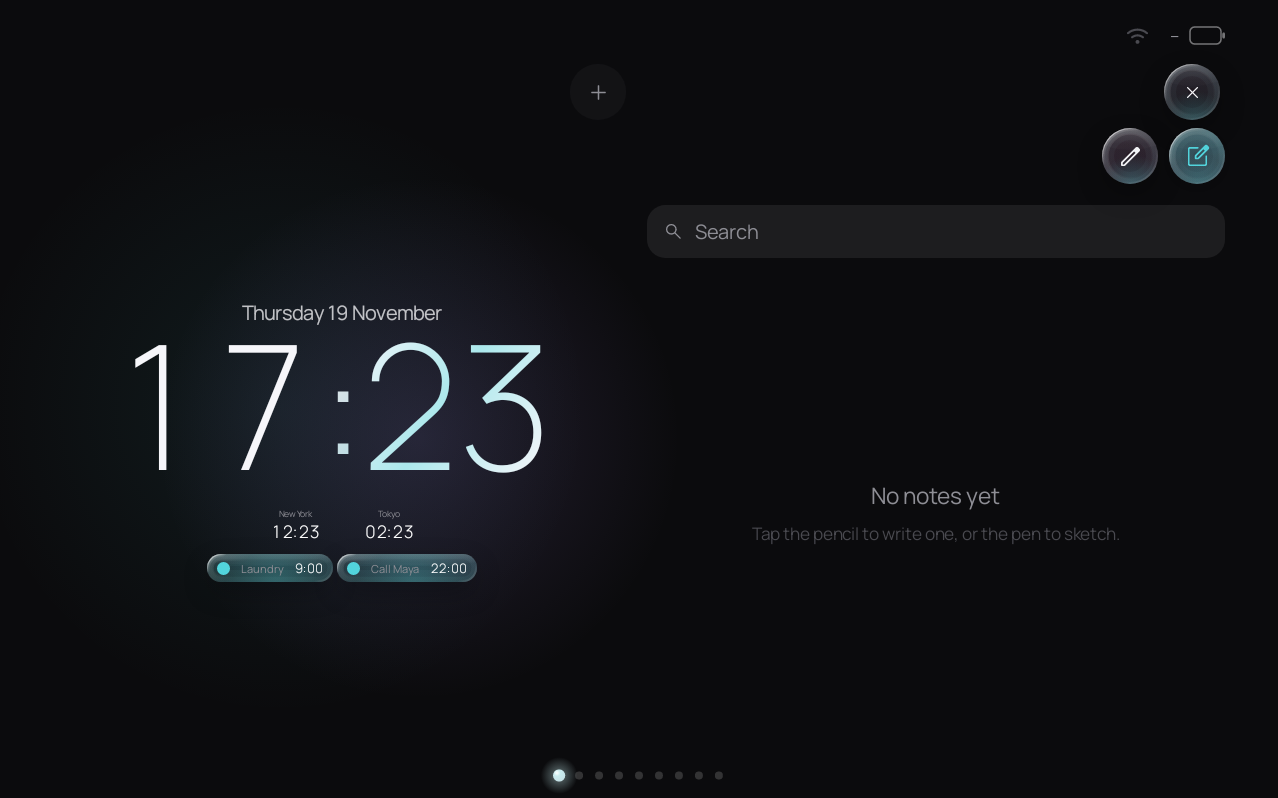 Search
Thursday 19 November
17:23
New York
Tokyo
12:23
02:23
Laundry 9:00
Call Maya 22:00
No notes yet
Tap the pencil to write one, or the pen to sketch.